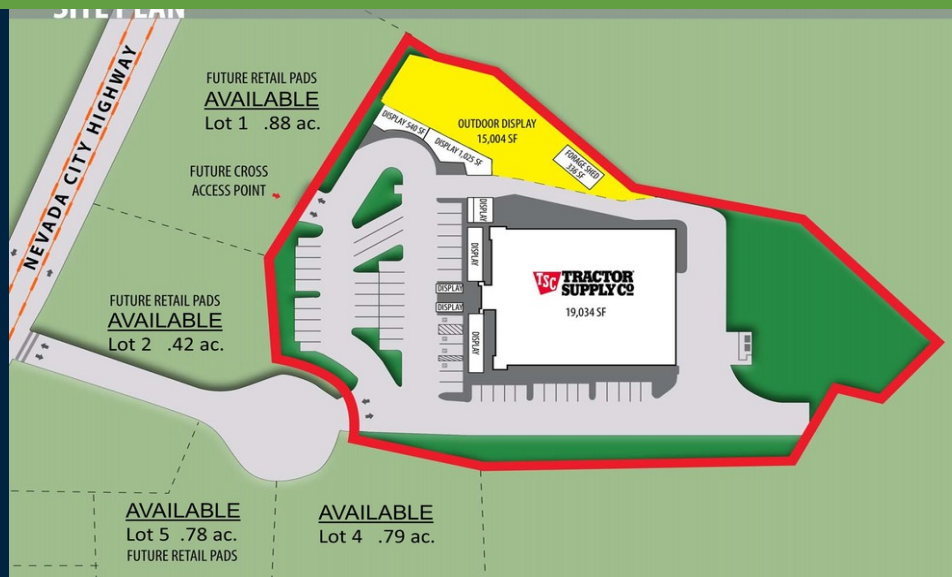 SITE PLAN
NEVADA CITY HIGHWAY
FUTURE RETAIL PADS
AVAILABLE
Lot 1 .88 ac.
FUTURE CROSS
ACCESS POINT
FUTURE RETAIL PADS
AVAILABLE
Lot 2 .42 ac.
DISPLAY 540 SF
DISPLAY 1,025 SF
OUTDOOR DISPLAY
15,004 SF
FORAGE SHED
336 SF
DISPLAY
DISPLAY
DISPLAY
DISPLAY
DISPLAY
TSC TRACTOR
SUPPLY CO
19,034 SF
AVAILABLE
Lot 5 .78 ac.
FUTURE RETAIL PADS
AVAILABLE
Lot 4 .79 ac.